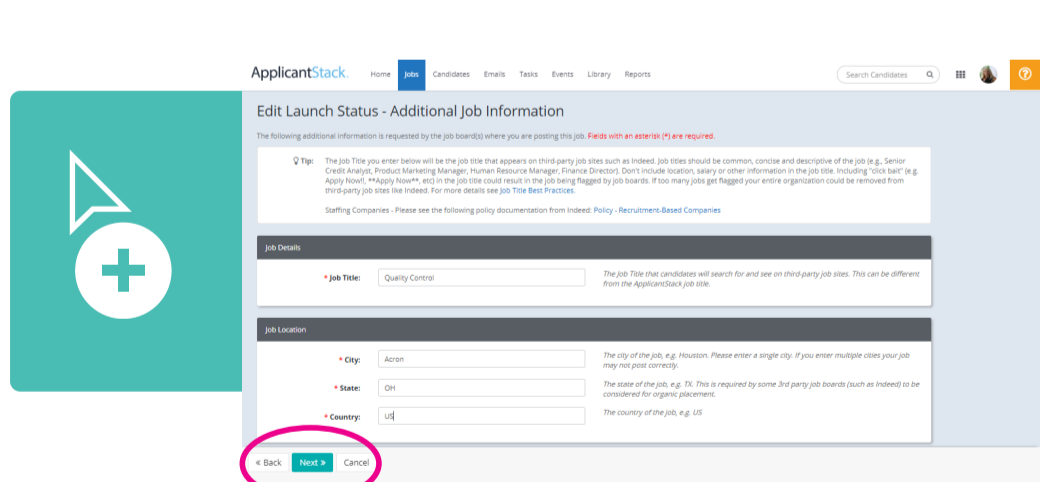 ApplicantStack.
Home Jobs Candidates Emails Tasks Events Library Reports
Search Candidates
Edit Launch Status - Additional Job Information
The following additional information is requested by the job board(s) where you are posting this job. Fields with an asterisk (*) are required.
Tip: The Job Title you enter below will be the job title that appears on third-party job sites such as Indeed. Job titles should be common, concise and descriptive of the job (e.g., Senior
Credit Analyst, Product Marketing Manager, Human Resource Manager, Finance Director). Don't include location, salary or other information in the job title. Including "click bait" (e.g.
Apply Now!, **Apply Now**, etc) in the job title could result in the job being flagged by job boards. If too many jobs get flagged your entire organization could be removed from
third-party job sites like Indeed. For more details see Job Title Best Practices.
Staffing Companies - Please see the following policy documentation from Indeed: Policy - Recruitment-Based Companies
Job Details
* Job Title: Quality Control
The Job Title that candidates will search for and see on third-party job sites. This can be different
from the ApplicantStack job title.
Job Location
* City: Acron
The city of the job, e.g. Houston. Please enter a single city. If you enter multiple cities your job
may not post correctly.
* State: OH
The state of the job, e.g. TX. This is required by some 3rd party job boards (such as Indeed) to be
considered for organic placement.
* Country: US
The country of the job, e.g. US
« Back Next » Cancel